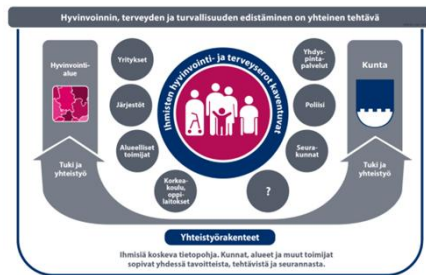 Hyvinvoinnin, terveyden ja turvallisuuden edistäminen on yhteinen tehtävä
Hyvinvointi-
alue
Yritykset
Järjestöt
Alueelliset
toimijat
Korkea-
koulu,
oppi-
laitokset
Ihmisten hyvinvointi- ja terveyserot kaventuvat
Yhdys-
pinta-
palvelut
Poliisi
Seura-
kunnat
?
Kunta
Tuki ja
yhteistyö
Tuki ja
yhteistyö
Yhteistyörakenteet
Ihmisiä koskeva tietopohja. Kunnat, alueet ja muut toimijat
sopivat yhdessä tavoitteista, tehtävistä ja seurannasta.